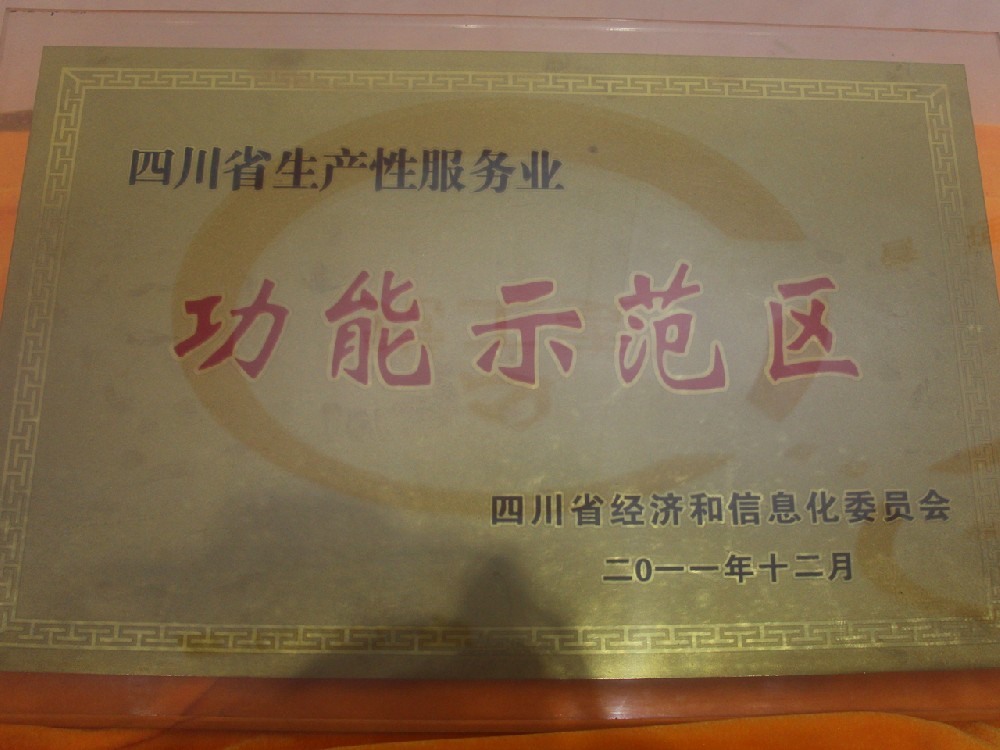 四川省生产性服务业
功能示范区
四川省经济和信息化委员会
二0一一年十二月